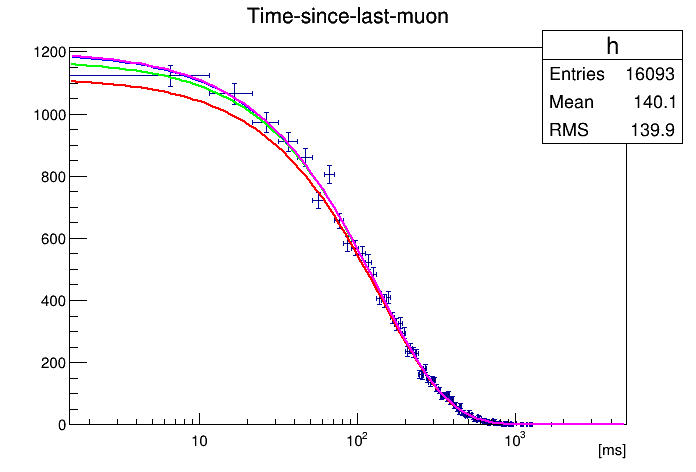 Time-since-last-muon
h
Entries 16093
Mean 140.1
RMS 139.9
1200
1000
800
600
400
200
0
10 10² 10³
[ms]